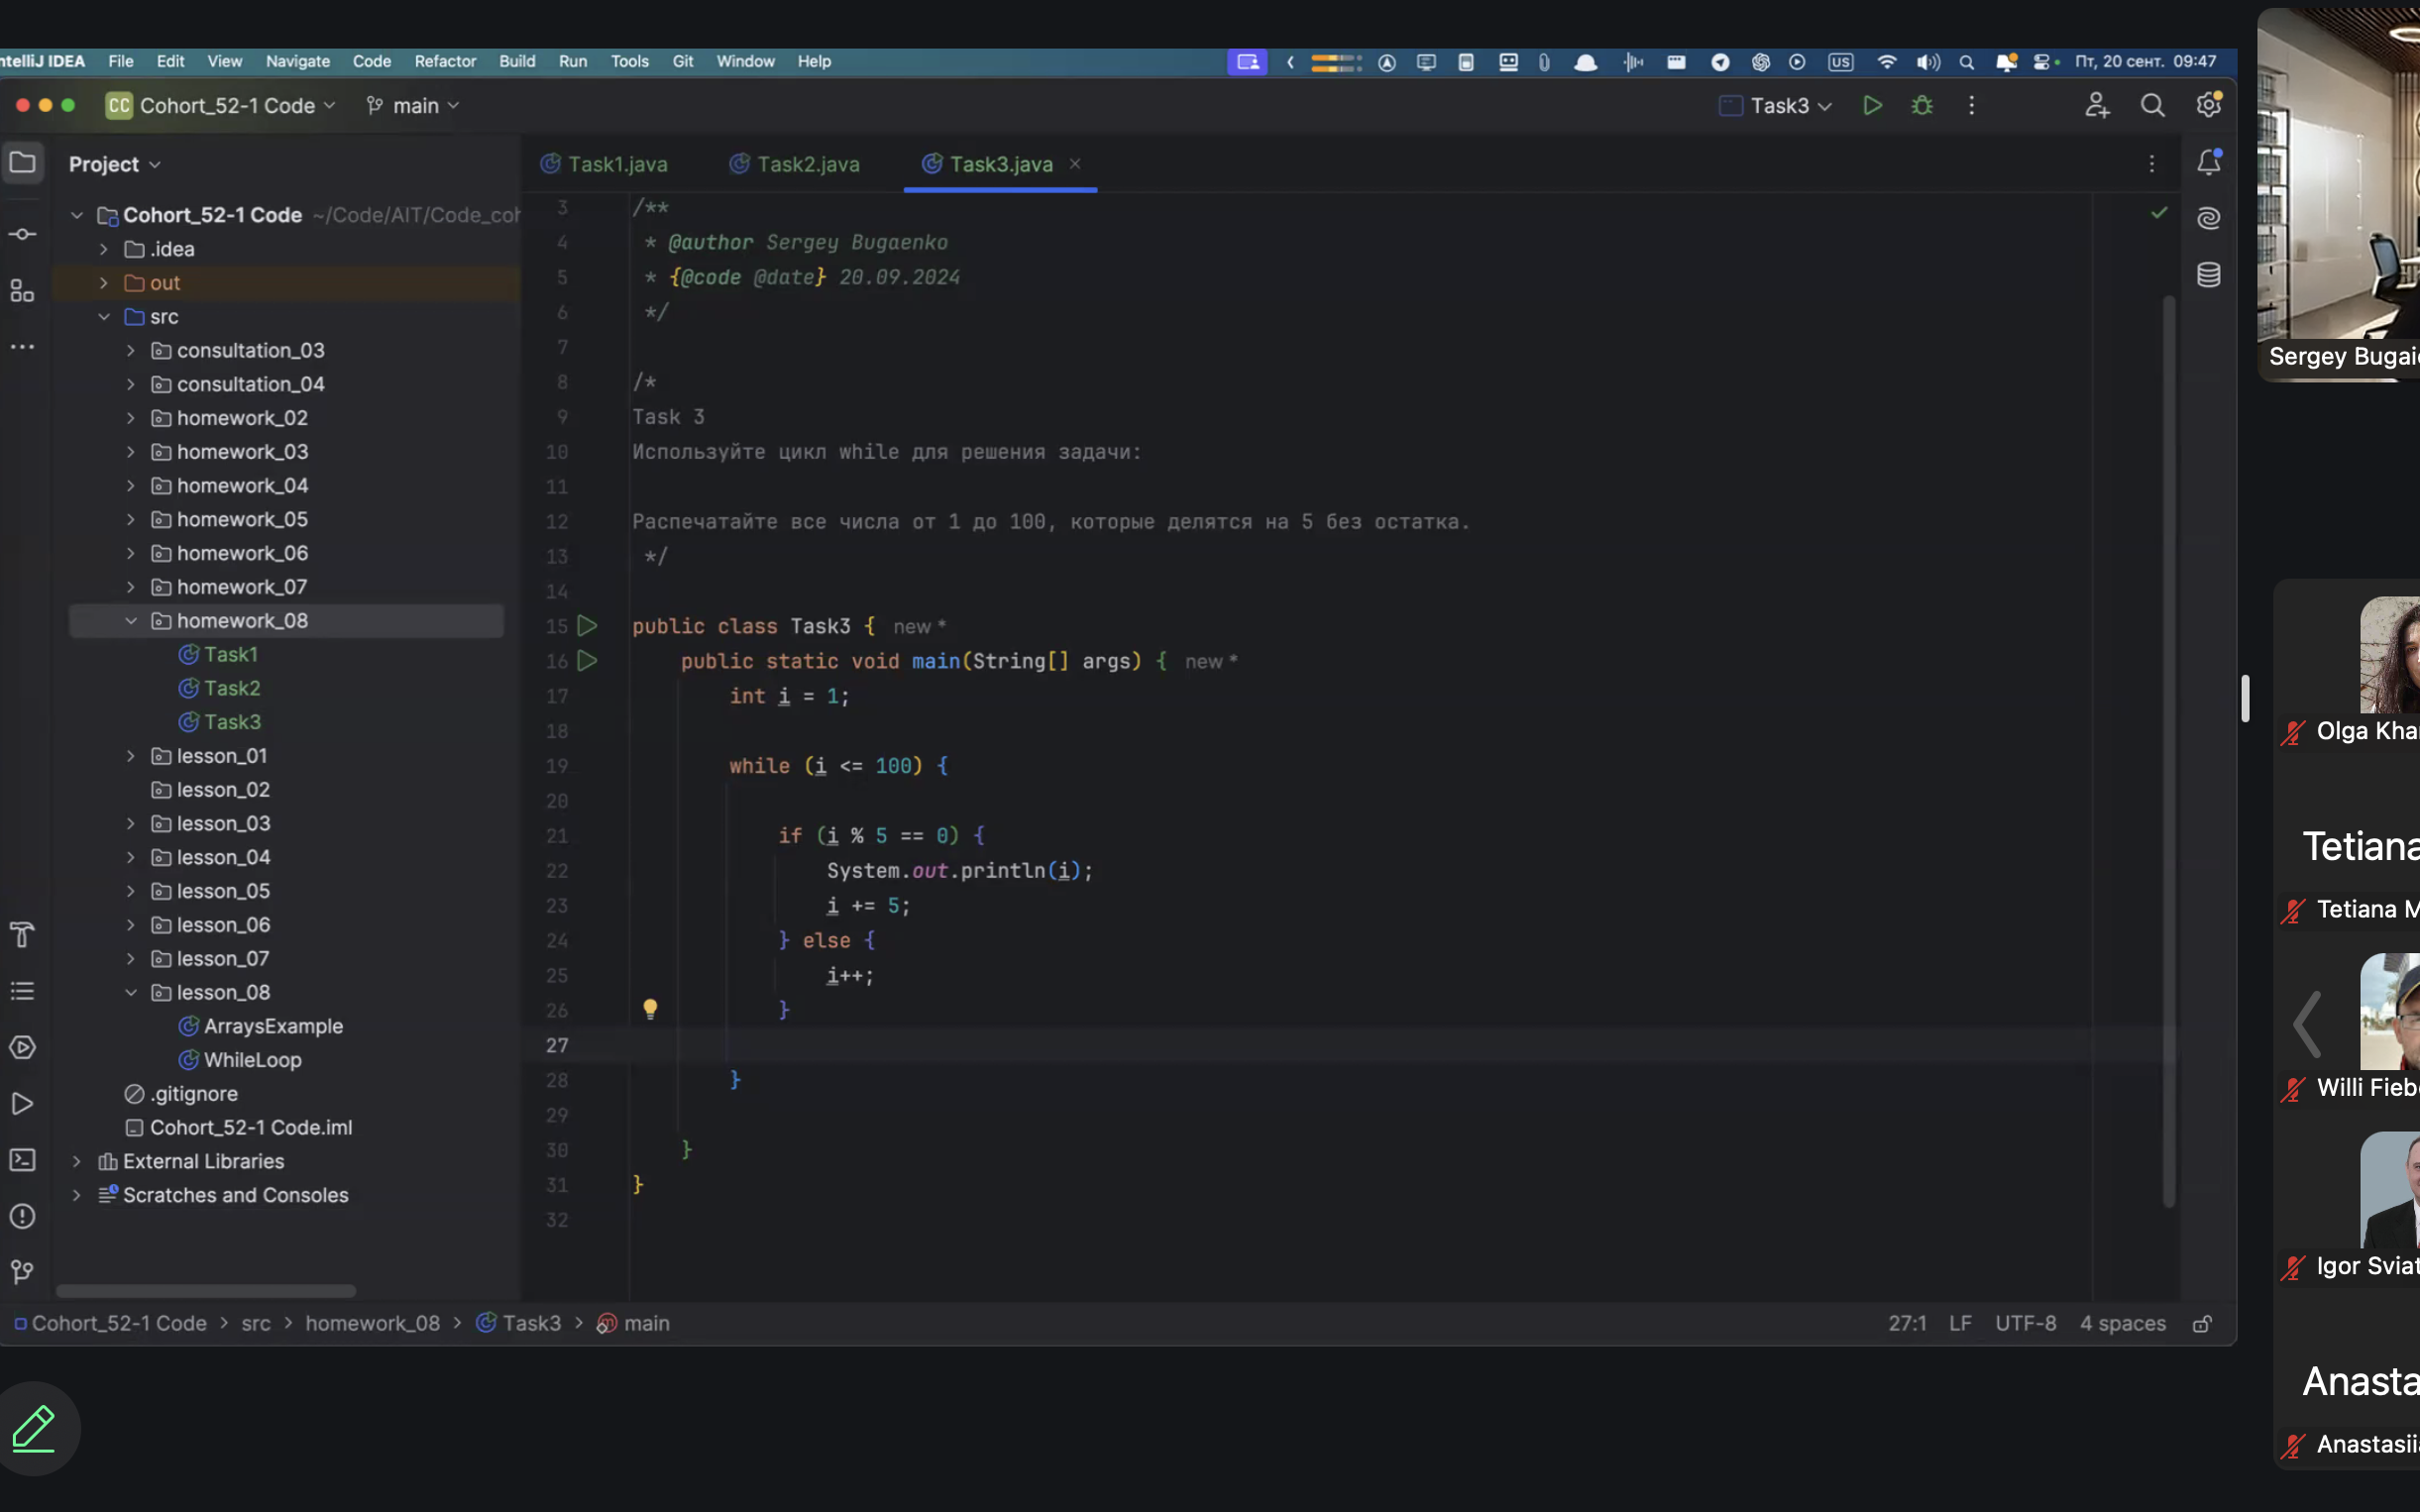 ntelliJ IDEA File Edit View Navigate Code Refactor Build Run Tools Git Window Help US Пт, 20 сент. 09:47
CC Cohort_52-1 Code main Task3
Project
Task1.java Task2.java Task3.java
Cohort_52-1 Code ~/Code/AIT/Code_coh
.idea
out
src
consultation_03
consultation_04
homework_02
homework_03
homework_04
homework_05
homework_06
homework_07
homework_08
Task1
Task2
Task3
lesson_01
lesson_02
lesson_03
lesson_04
lesson_05
lesson_06
lesson_07
lesson_08
ArraysExample
WhileLoop
.gitignore
Cohort_52-1 Code.iml
External Libraries
Scratches and Consoles
3 /**
4 * @author Sergey Bugaenko
5 * {@code @date} 20.09.2024
6 */
7
8 /*
9 Task 3
10 Используйте цикл while для решения задачи:
11
12 Распечатайте все числа от 1 до 100, которые делятся на 5 без остатка.
13 */
14
15 public class Task3 { new *
16 public static void main(String[] args) { new *
17 int i = 1;
18
19 while (i <= 100) {
20
21 if (i % 5 == 0) {
22 System.out.println(i);
23 i += 5;
24 } else {
25 i++;
26 }
27
28 }
29
30 }
31 }
32
Cohort_52-1 Code > src > homework_08 > Task3 > main
27:1 LF UTF-8 4 spaces
Sergey Bugai
Olga Kha
Tetiana
Tetiana M
Willi Fieb
Igor Sviat
Anasta
Anastasii